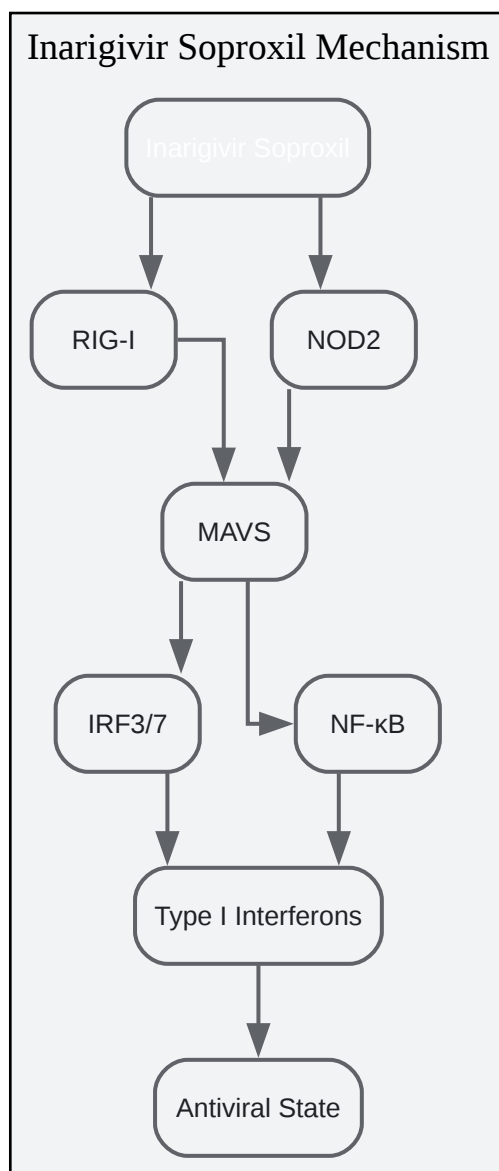 Inarigivir Soproxil Mechanism
Inarigivir Soproxil
RIG-I
NOD2
MAVS
IRF3/7
NF-κB
Type I Interferons
Antiviral State